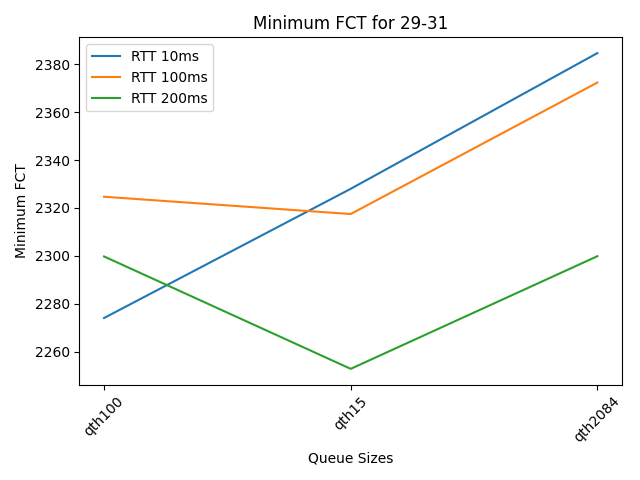 Minimum FCT for 29-31
RTT 10ms
RTT 100ms
RTT 200ms
2380
2360
2340
2320
2300
2280
2260
Minimum FCT
qth100
qth15
qth2084
Queue Sizes